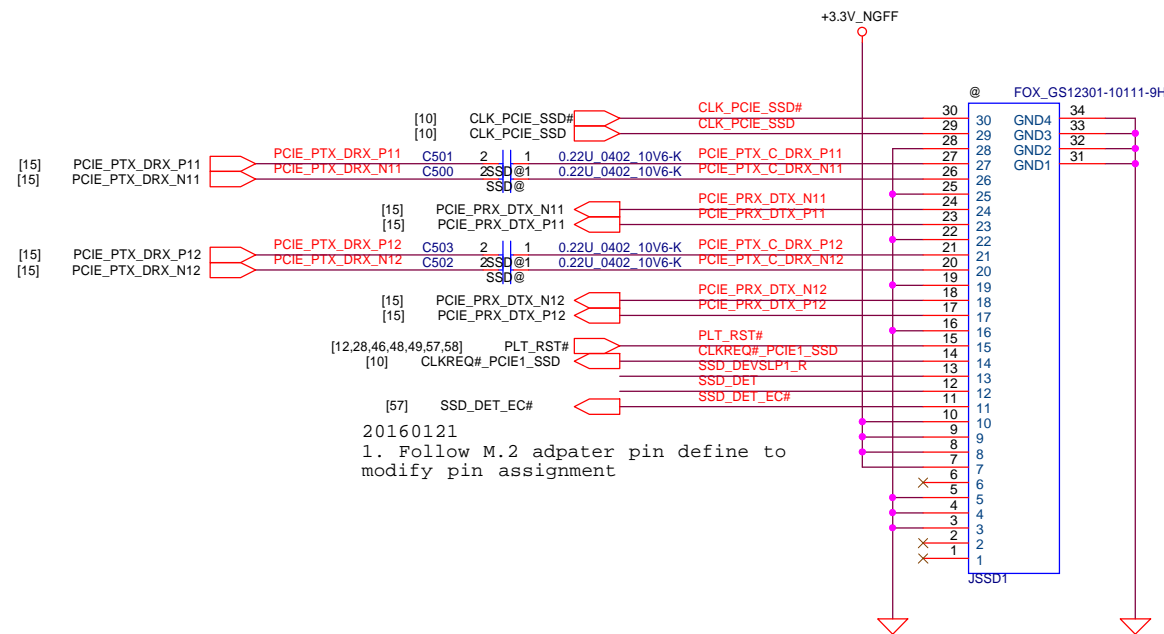 +3.3V_NGFF
@ FOX_GS12301-10111-9H
[10] CLK_PCIE_SSD# CLK_PCIE_SSD# 30 30 GND4 34
[10] CLK_PCIE_SSD CLK_PCIE_SSD 29 29 GND3 33
28 28 GND2 32
[15] PCIE_PTX_DRX_P11 PCIE_PTX_DRX_P11 C501 2 1 0.22U_0402_10V6-K PCIE_PTX_C_DRX_P11 27 27 GND1 31
[15] PCIE_PTX_DRX_N11 PCIE_PTX_DRX_N11 C500 2 SSD@ 1 0.22U_0402_10V6-K PCIE_PTX_C_DRX_N11 26 26
SSD@
25 25
[15] PCIE_PRX_DTX_N11 PCIE_PRX_DTX_N11 24 24
[15] PCIE_PRX_DTX_P11 PCIE_PRX_DTX_P11 23 23
22 22
[15] PCIE_PTX_DRX_P12 PCIE_PTX_DRX_P12 C503 2 1 0.22U_0402_10V6-K PCIE_PTX_C_DRX_P12 21 21
[15] PCIE_PTX_DRX_N12 PCIE_PTX_DRX_N12 C502 2 SSD@ 1 0.22U_0402_10V6-K PCIE_PTX_C_DRX_N12 20 20
SSD@
19 19
[15] PCIE_PRX_DTX_N12 PCIE_PRX_DTX_N12 18 18
[15] PCIE_PRX_DTX_P12 PCIE_PRX_DTX_P12 17 17
16 16
[12,28,46,48,49,57,58] PLT_RST# PLT_RST# 15 15
[10] CLKREQ#_PCIE1_SSD CLKREQ#_PCIE1_SSD 14 14
SSD_DEVSLP1_R 13 13
SSD_DET 12 12
[57] SSD_DET_EC# SSD_DET_EC# 11 11
20160121
1. Follow M.2 adpater pin define to
modify pin assignment
10 10
9 9
8 8
7 7
6 6
5 5
4 4
3 3
2 2
1 1
JSSD1